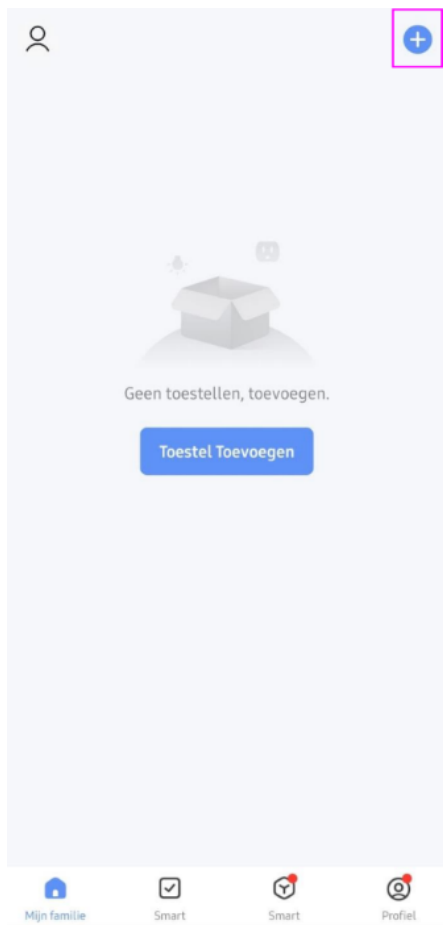 Geen toestellen, toevoegen.
Toestel Toevoegen
Mijn familie
Smart
Smart
Profiel